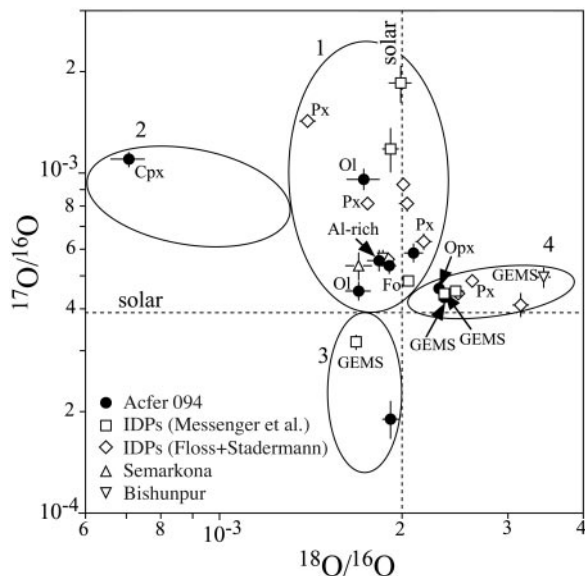 1
solar
2
2
Px
10⁻³
Cpx
Ol
8
Px
Al-rich
Px
6
Opx
4
GEMS
Ol
Fo
Px
4
solar
GEMS
GEMS
3
GEMS
¹⁷O/¹⁶O
Acfer 094
IDPs (Messenger et al.)
2
IDPs (Floss+Stadermann)
Semarkona
Bishunpur
10⁻⁴
6
8
10⁻³
2
3
4
¹⁸O/¹⁶O